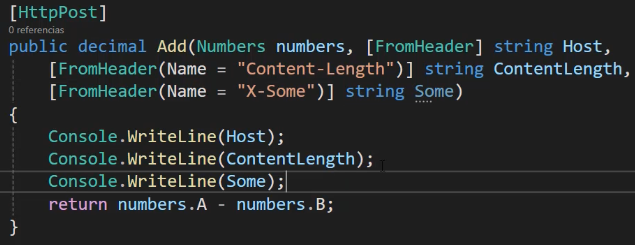 [HttpPost]
0 referencias
public decimal Add(Numbers numbers, [FromHeader] string Host,
[FromHeader(Name = "Content-Length")] string ContentLength,
[FromHeader(Name = "X-Some")] string Some)
{
Console.WriteLine(Host);
Console.WriteLine(ContentLength);
Console.WriteLine(Some);
return numbers.A - numbers.B;
}